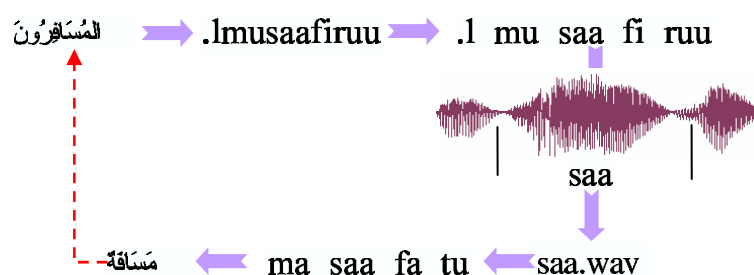 المُسَافِرُونَ .lmusaafiruu .l mu saa fi ruu
saa
مَسَافَةٌ ma saa fa tu saa.wav